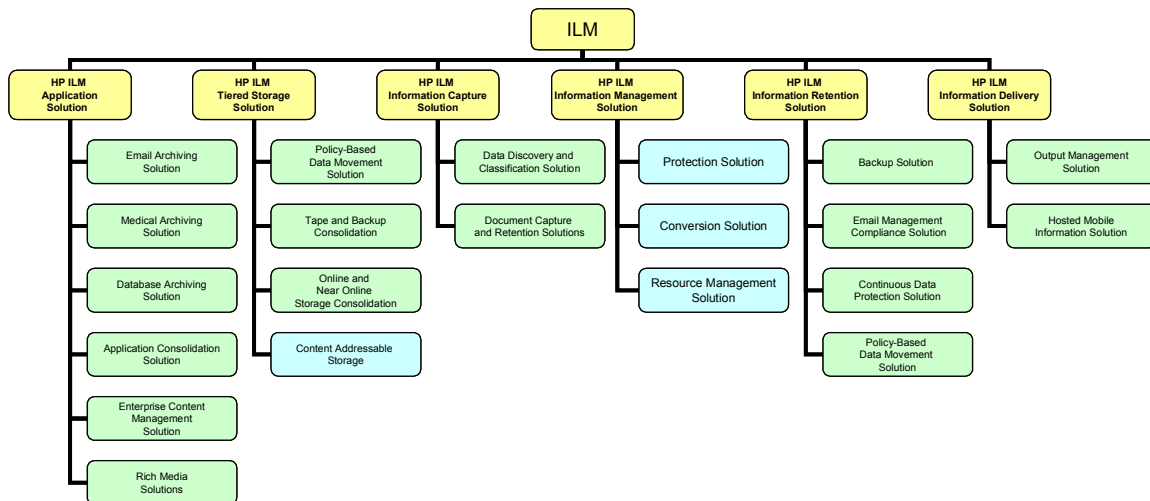 ILM
HP ILM
Application
Solution
HP ILM
Tiered Storage
Solution
HP ILM
Information Capture
Solution
HP ILM
Information Management
Solution
HP ILM
Information Retention
Solution
HP ILM
Information Delivery
Solution
Email Archiving
Solution
Medical Archiving
Solution
Database Archiving
Solution
Application Consolidation
Solution
Enterprise Content
Management
Solution
Rich Media
Solutions
Policy-Based
Data Movement
Solution
Tape and Backup
Consolidation
Online and
Near Online
Storage Consolidation
Content Addressable
Storage
Data Discovery and
Classification Solution
Document Capture
and Retention Solutions
Protection Solution
Conversion Solution
Resource Management
Solution
Backup Solution
Email Management
Compliance Solution
Continuous Data
Protection Solution
Policy-Based
Data Movement
Solution
Output Management
Solution
Hosted Mobile
Information Solution